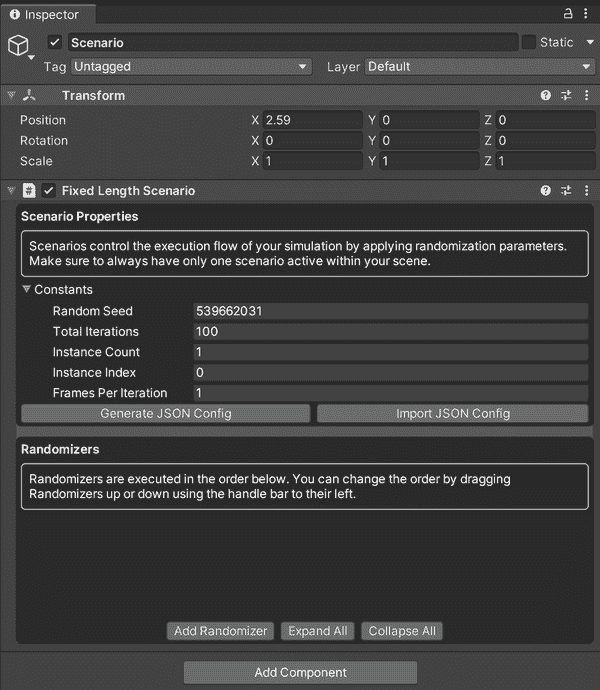 Inspector
Scenario Static
Tag Untagged Layer Default
Transform
Position X 2.59 Y 0 Z 0
Rotation X 0 Y 0 Z 0
Scale X 1 Y 1 Z 1
# Fixed Length Scenario
Scenario Properties
Scenarios control the execution flow of your simulation by applying randomization parameters.
Make sure to always have only one scenario active within your scene.
Constants
Random Seed 539662031
Total Iterations 100
Instance Count 1
Instance Index 0
Frames Per Iteration 1
Generate JSON Config Import JSON Config
Randomizers
Randomizers are executed in the order below. You can change the order by dragging
Randomizers up or down using the handle bar to their left.
Add Randomizer Expand All Collapse All
Add Component